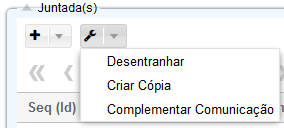 Juntada(s)
Desentranhar
Criar Cópia
Complementar Comunicação
Seq (Id)